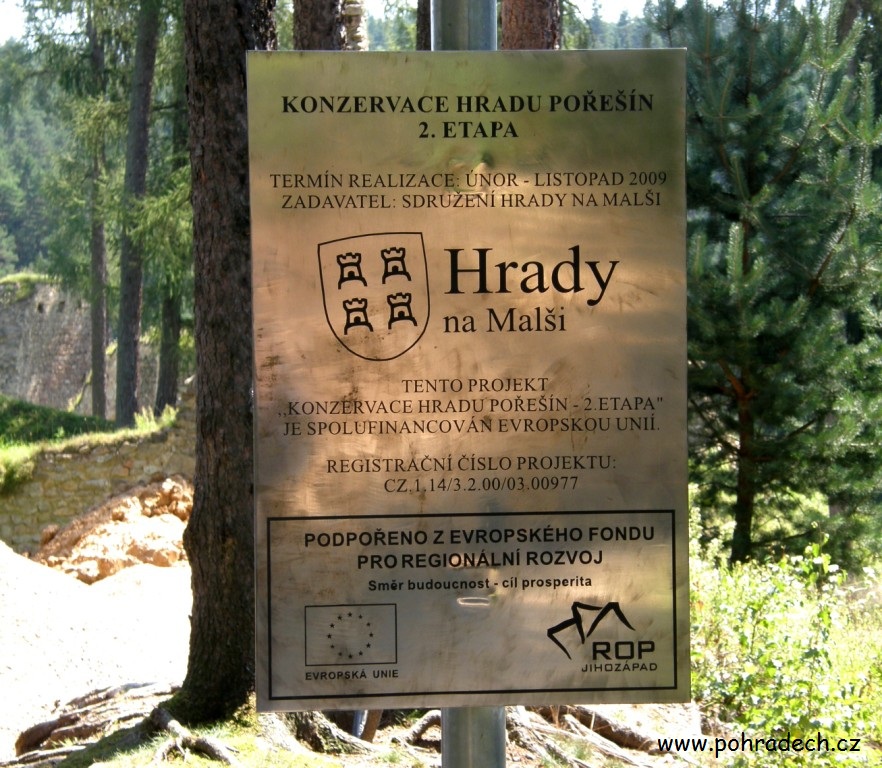 KONZERVACE HRADU POŘEŠÍN
2. ETAPA
TERMÍN REALIZACE: ÚNOR - LISTOPAD 2009
ZADAVATEL: SDRUŽENÍ HRADY NA MALŠI
Hrady
na Malši
TENTO PROJEKT
,,KONZERVACE HRADU POŘEŠÍN - 2.ETAPA"
JE SPOLUFINANCOVÁN EVROPSKOU UNIÍ.
REGISTRAČNÍ ČÍSLO PROJEKTU:
CZ.1.14/3.2.00/03.00977
PODPOŘENO Z EVROPSKÉHO FONDU
PRO REGIONÁLNÍ ROZVOJ
Směr budoucnost - cíl prosperita
EVROPSKÁ UNIE
ROP
JIHOZÁPAD
www.pohradech.cz